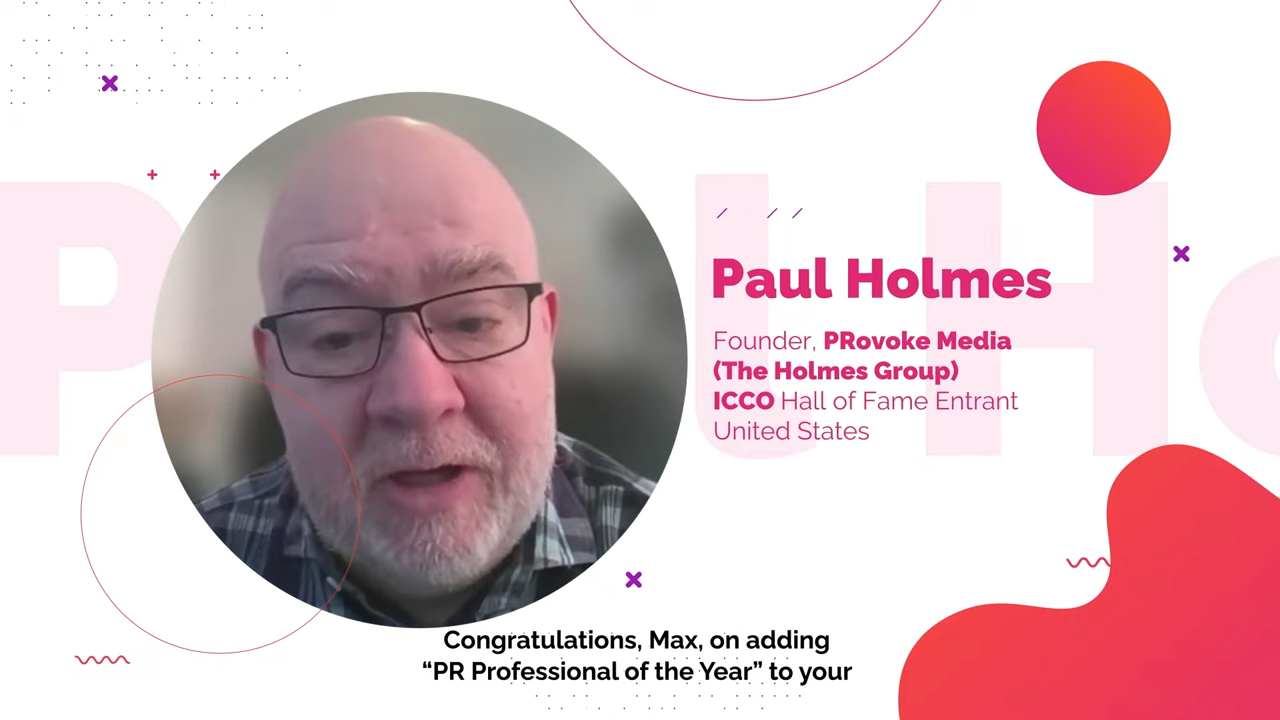 Paul Holmes
Founder, PRovoke Media
(The Holmes Group)
ICCO Hall of Fame Entrant
United States
Congratulations, Max, on adding
“PR Professional of the Year” to your